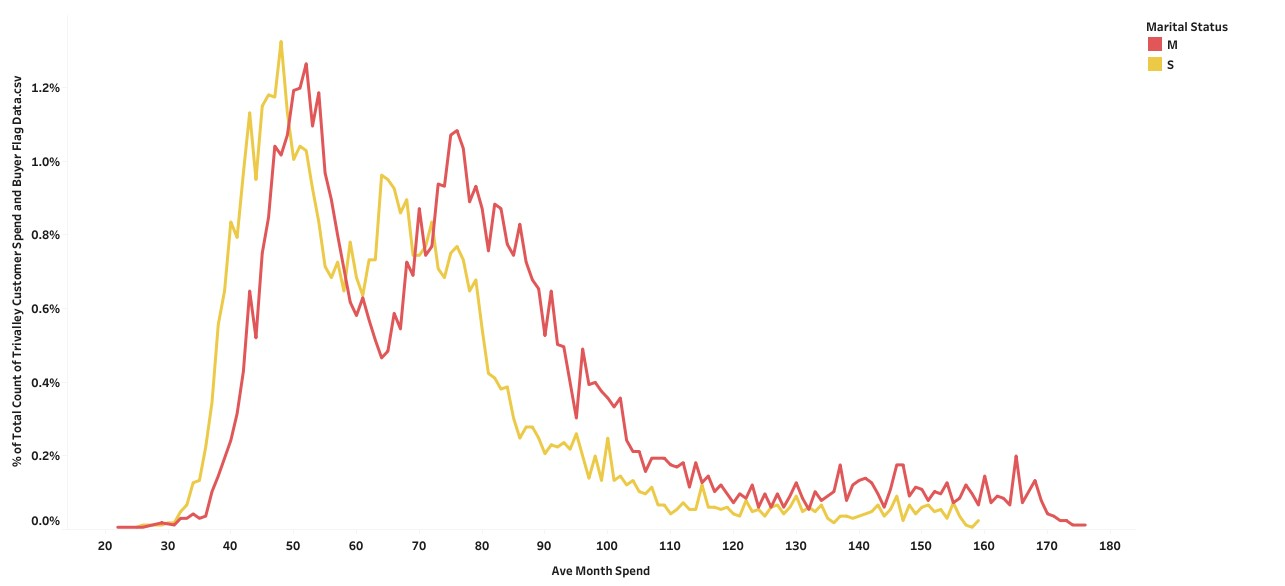 Marital Status
M
S
% of Total Count of Trivalley Customer Spend and Buyer Flag Data.csv
1.2%
1.0%
0.8%
0.6%
0.4%
0.2%
0.0%
20 30 40 50 60 70 80 90 100 110 120 130 140 150 160 170 180
Ave Month Spend